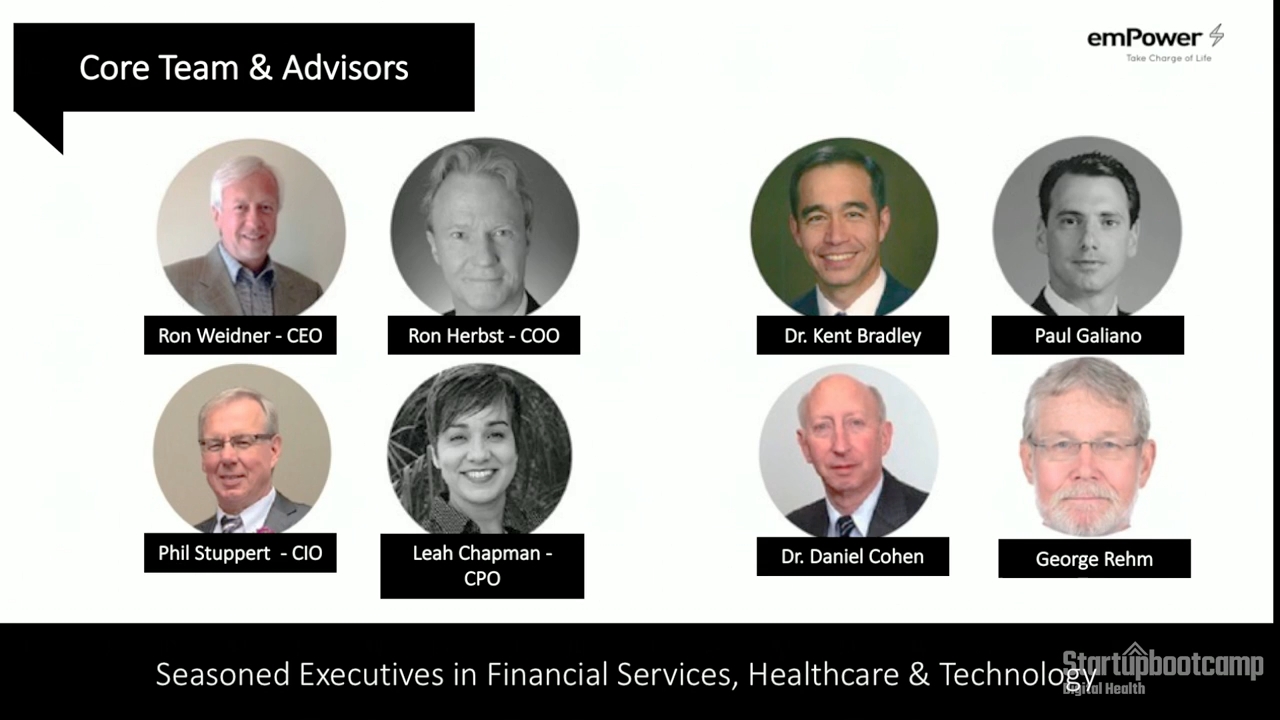 Core Team & Advisors
emPower
Take Charge of Life
Ron Weidner - CEO
Ron Herbst - COO
Dr. Kent Bradley
Paul Galiano
Phil Stuppert - CIO
Leah Chapman -
CPO
Dr. Daniel Cohen
George Rehm
Seasoned Executives in Financial Services, Healthcare & Technology
Startupbootcamp
Digital Health